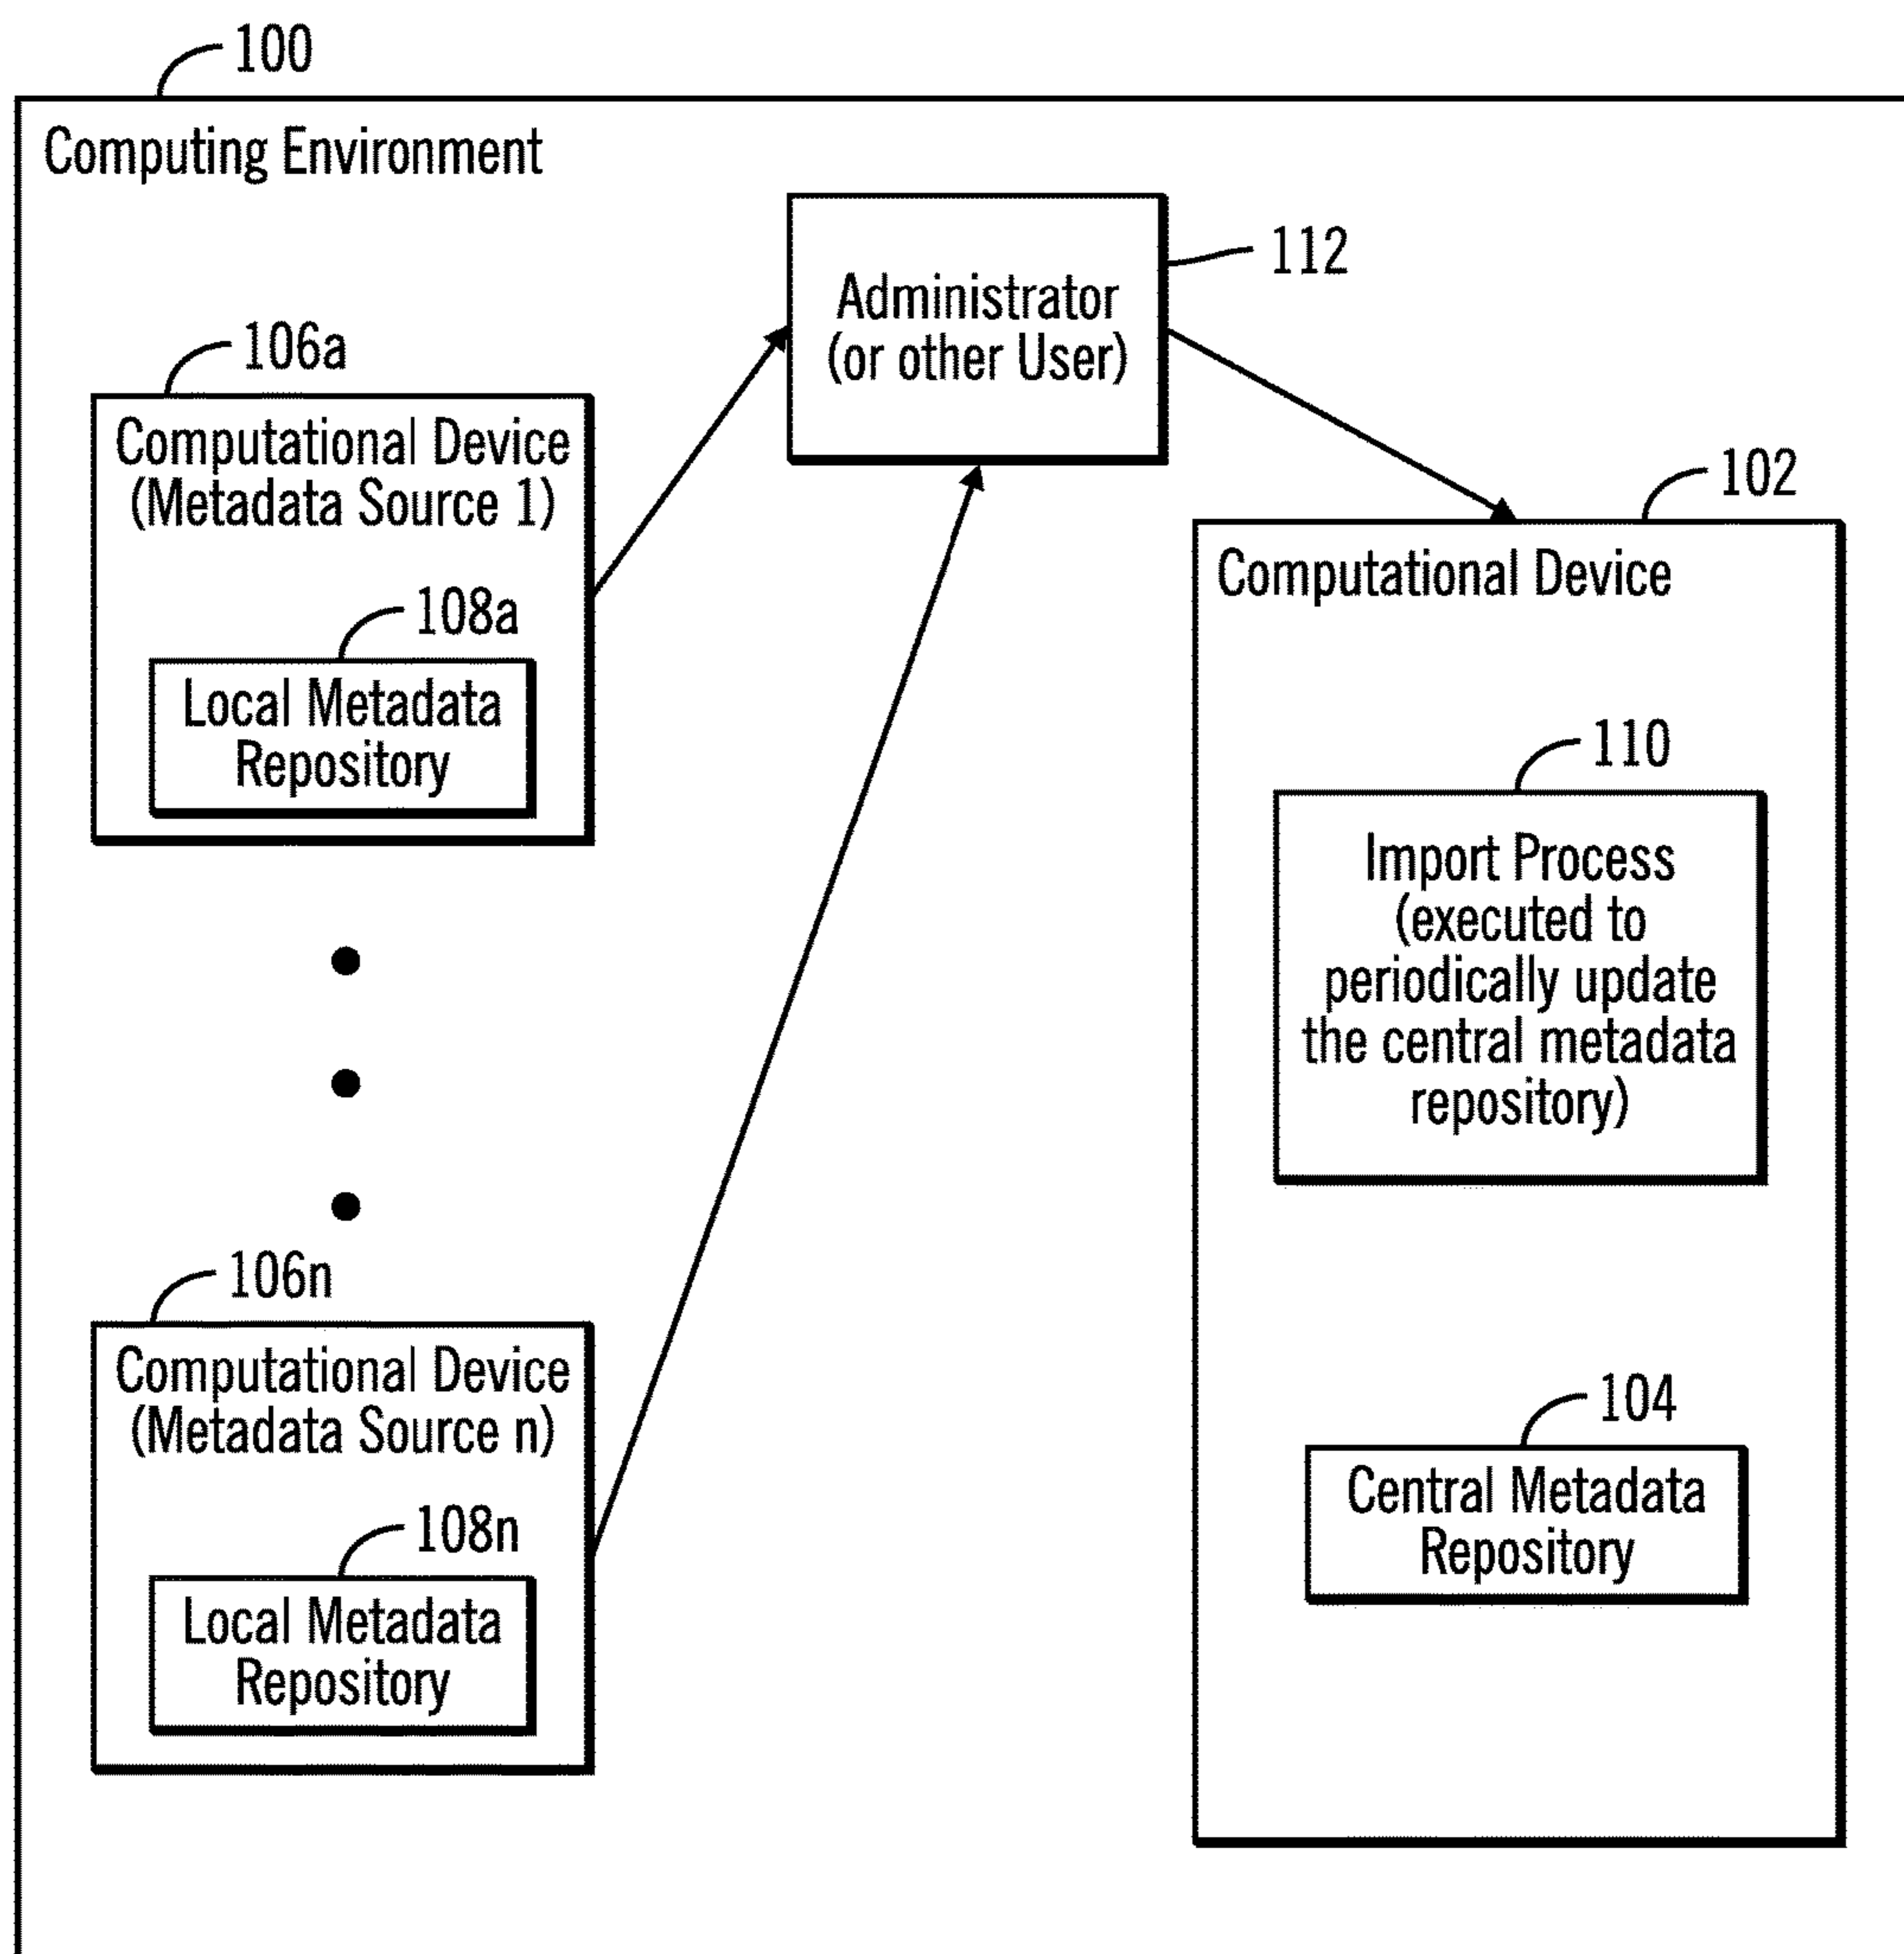 100
Computing Environment
112
Administrator
(or other User)
106a
Computational Device
(Metadata Source 1)
108a
Local Metadata
Repository
102
Computational Device
110
Import Process
(executed to
periodically update
the central metadata
repository)
106n
Computational Device
(Metadata Source n)
108n
Local Metadata
Repository
104
Central Metadata
Repository